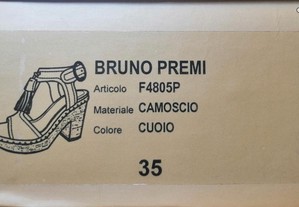 BRUNO PREMI
Articolo F4805P
Materiale CAMOSCIO
Colore CUOIO
35